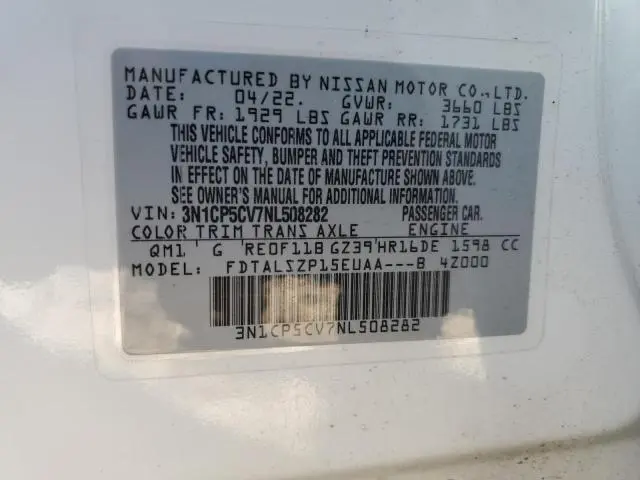 MANUFACTURED BY NISSAN MOTOR CO.,LTD.
DATE: 04/22. GVWR: 3660 LBS
GAWR FR: 1929 LBS GAWR RR: 1731 LBS
THIS VEHICLE CONFORMS TO ALL APPLICABLE FEDERAL MOTOR
VEHICLE SAFETY, BUMPER AND THEFT PREVENTION STANDARDS
IN EFFECT ON THE DATE OF MANUFACTURE SHOWN ABOVE.
SEE OWNER'S MANUAL FOR ADDITIONAL INFORMATION.
VIN: 3N1CP5CV7NL508282 PASSENGER CAR.
COLOR TRIM TRANS AXLE ENGINE
QM1 G RE0F11B GZ39 HR16DE 1598 CC
MODEL: FDTALSZP15EUAA---B 4Z000
3N1CP5CV7NL508282